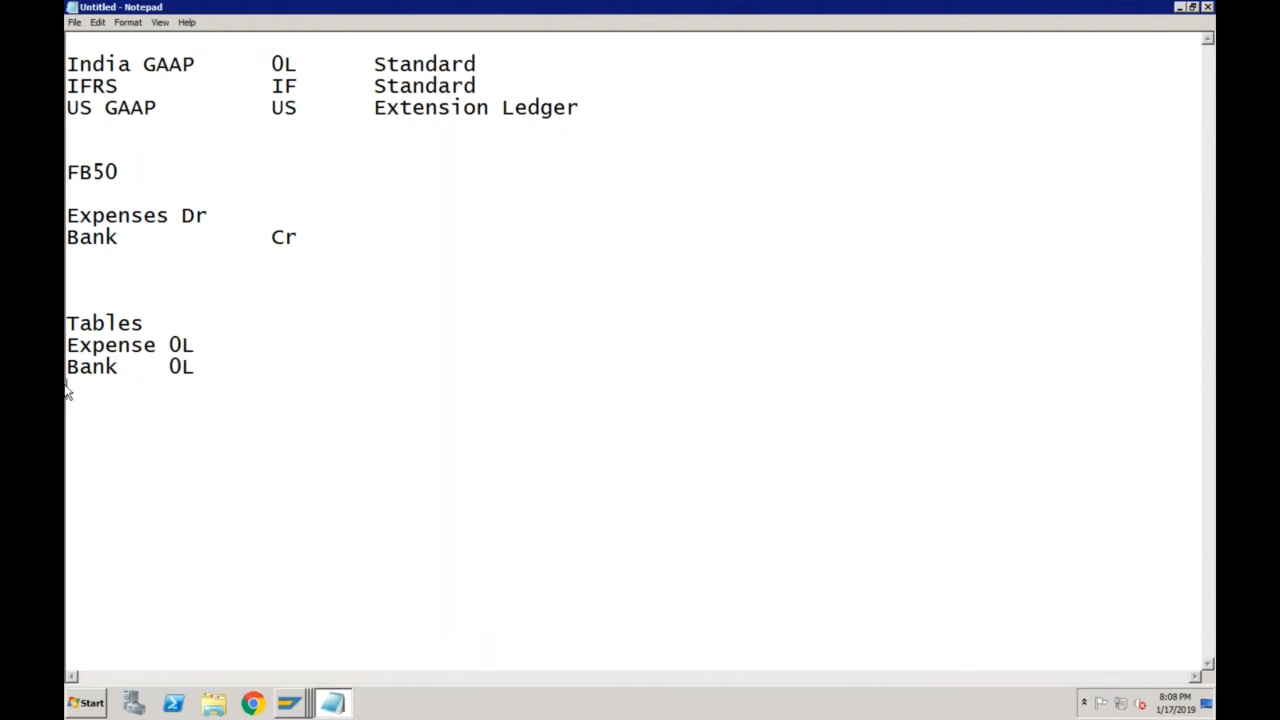 Untitled - Notepad
File Edit Format View Help
India GAAP 0L Standard
IFRS IF Standard
US GAAP US Extension Ledger
FB50
Expenses Dr
Bank Cr
Tables
Expense 0L
Bank 0L
Start
8:08 PM
1/17/2019